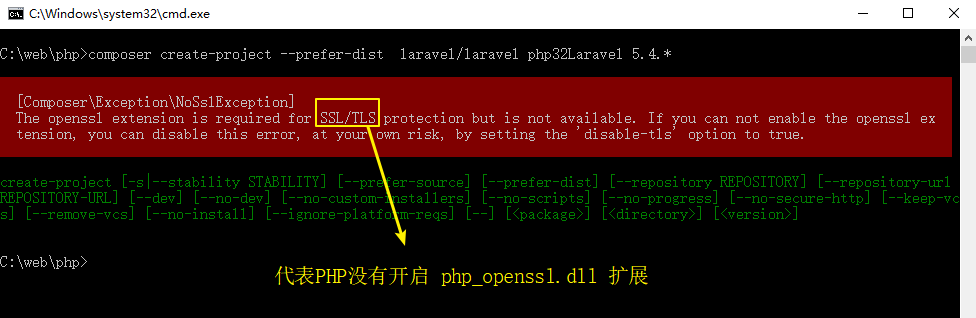 C:\Windows\system32\cmd.exe
C:\web\php>composer create-project --prefer-dist  laravel/laravel php32Laravel 5.4.*
[Composer\Exception\NoSslException]
The openssl extension is required for SSL/TLS protection but is not available. If you can not enable the openssl ex
tension, you can disable this error, at your own risk, by setting the 'disable-tls' option to true.
create-project [-s|--stability STABILITY] [--prefer-source] [--prefer-dist] [--repository REPOSITORY] [--repository-url
REPOSITORY-URL] [--dev] [--no-dev] [--no-custom-installers] [--no-scripts] [--no-progress] [--no-secure-http] [--keep-vc
s] [--remove-vcs] [--no-install] [--ignore-platform-reqs] [--] [<package>] [<directory>] [<version>]
C:\web\php>
代表PHP没有开启 php_openssl.dll 扩展